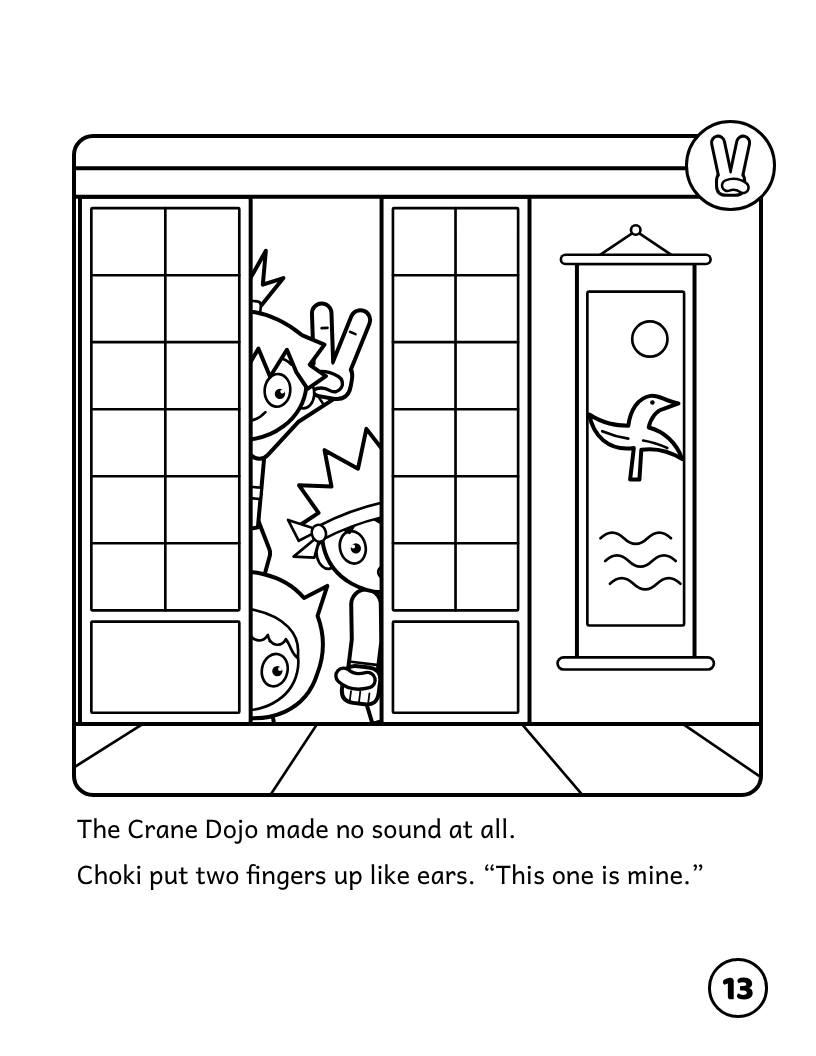 The Crane Dojo made no sound at all.
Choki put two fingers up like ears. “This one is mine.”
13